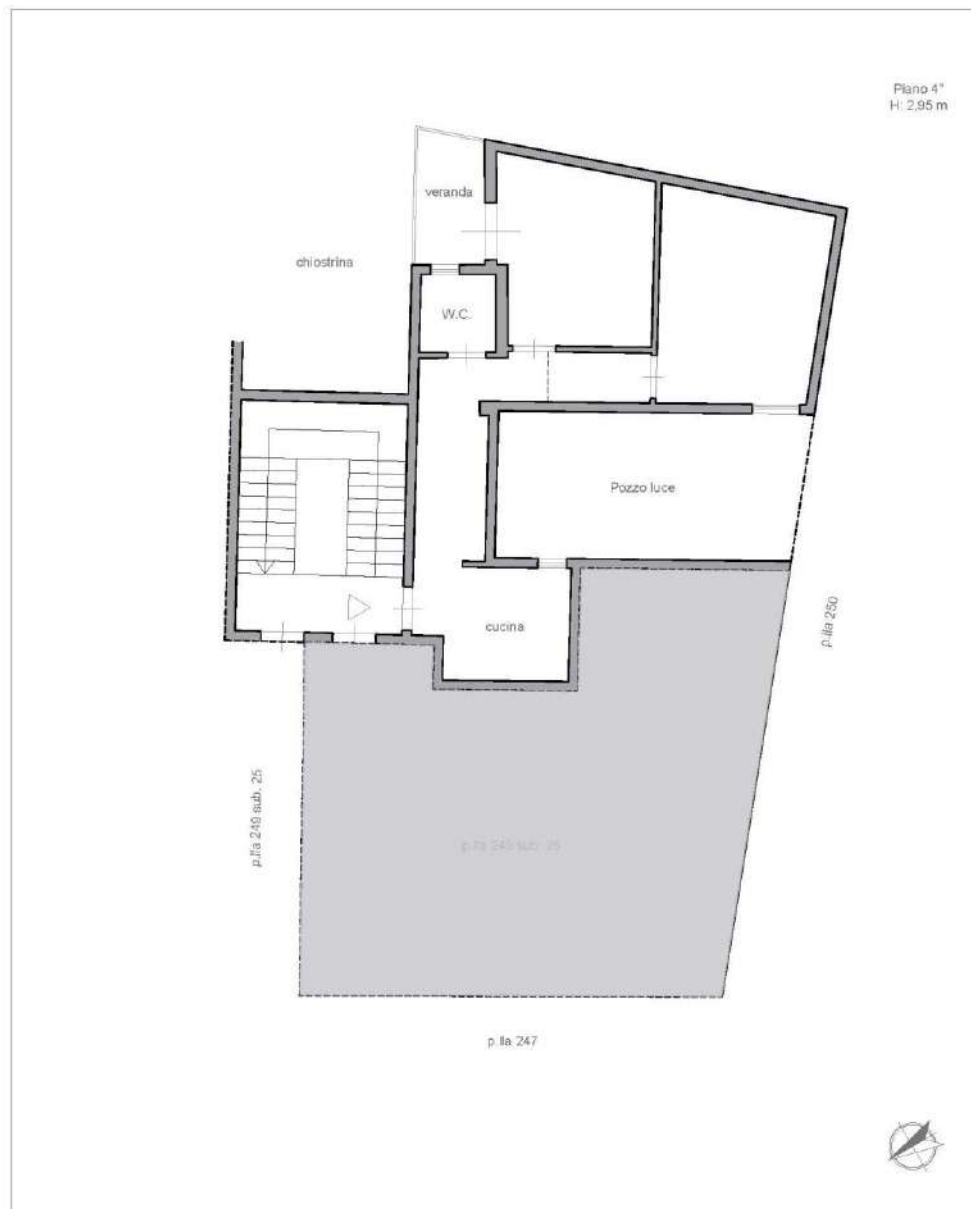 Piano 4°
H: 2,95 m
veranda
chiostrina
W.C.
Pozzo luce
cucina
p.lla 250
p.lla 249 sub. 25
p.lla 249 sub. 25
p.lla 247